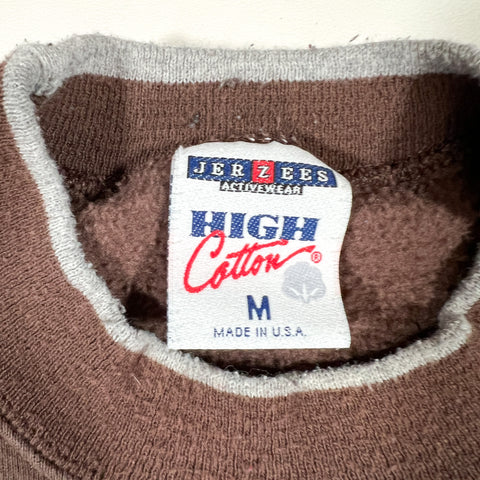 JERZEES
ACTIVEWEAR
HIGH
Cotton®
M
MADE IN U.S.A.